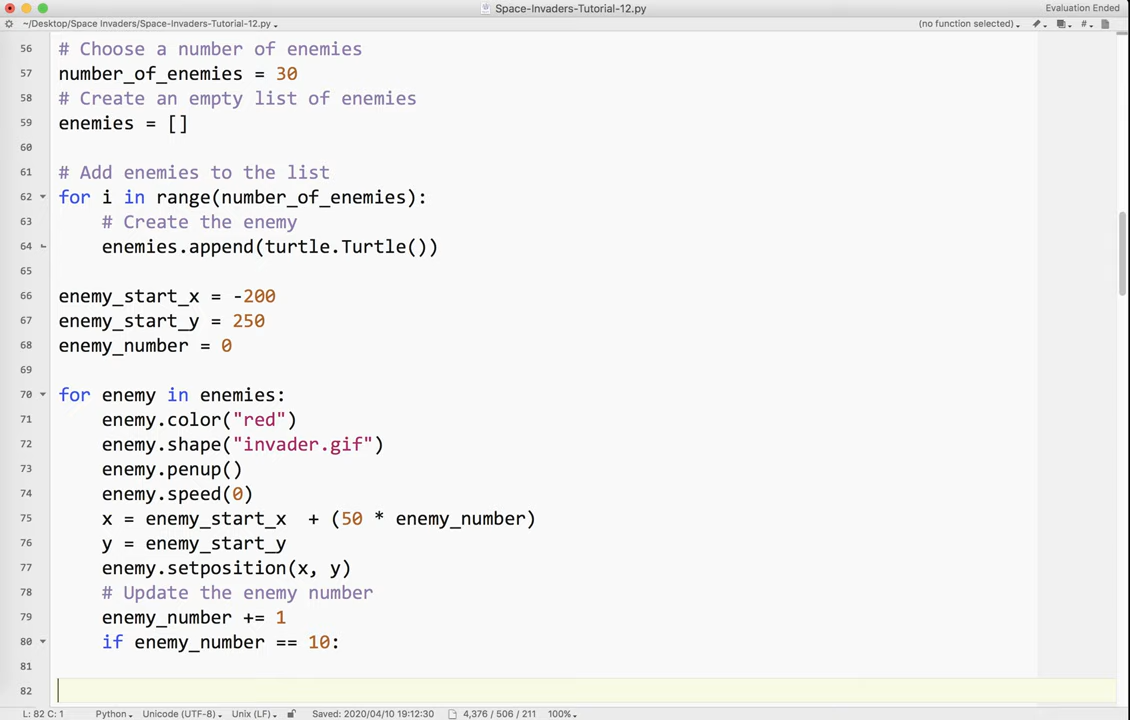 Space-Invaders-Tutorial-12.py
Evaluation Ended
~/Desktop/Space Invaders/Space-Invaders-Tutorial-12.py
(no function selected)
56 # Choose a number of enemies
57 number_of_enemies = 30
58 # Create an empty list of enemies
59 enemies = []
60
61 # Add enemies to the list
62 for i in range(number_of_enemies):
63     # Create the enemy
64     enemies.append(turtle.Turtle())
65
66 enemy_start_x = -200
67 enemy_start_y = 250
68 enemy_number = 0
69
70 for enemy in enemies:
71     enemy.color("red")
72     enemy.shape("invader.gif")
73     enemy.penup()
74     enemy.speed(0)
75     x = enemy_start_x  + (50 * enemy_number)
76     y = enemy_start_y
77     enemy.setposition(x, y)
78     # Update the enemy number
79     enemy_number += 1
80     if enemy_number == 10:
81
82
L: 82 C: 1 Python Unicode (UTF-8) Unix (LF) Saved: 2020/04/10 19:12:30 4,376 / 506 / 211 100%